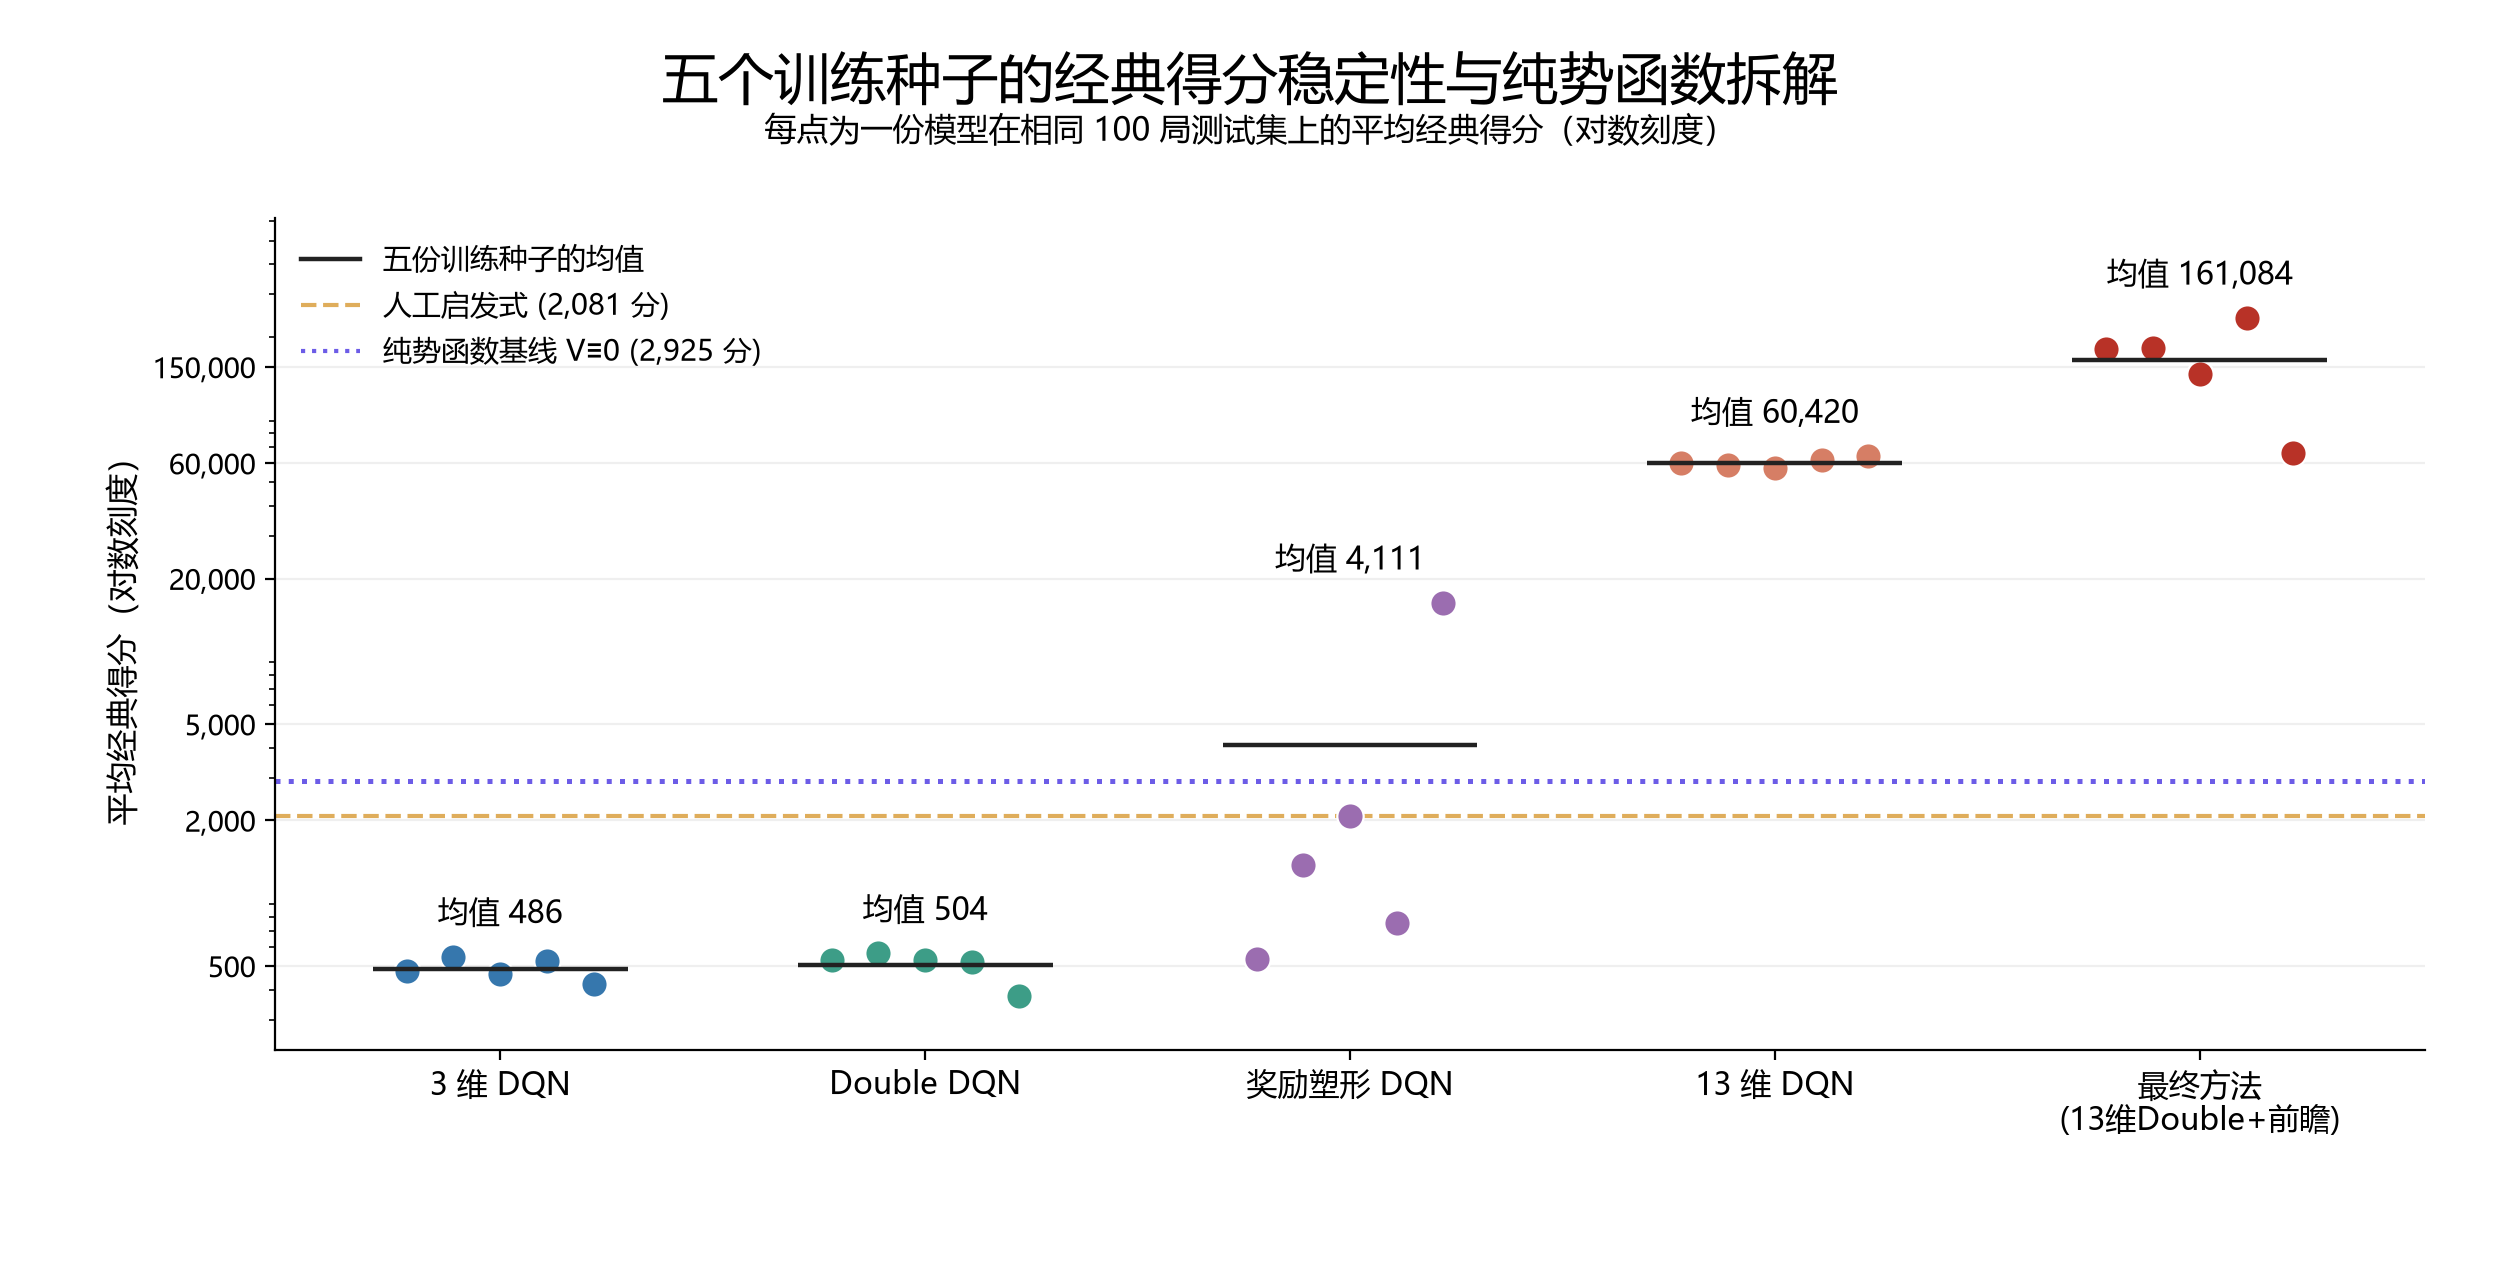 五个训练种子的经典得分稳定性与纯势函数拆解
每点为一份模型在相同 100 局测试集上的平均经典得分（对数刻度）
五份训练种子的均值
人工启发式 (2,081 分)
纯势函数基线 V≡0 (2,925 分)
平均经典得分（对数刻度）
150,000
60,000
20,000
5,000
2,000
500
均值 486
均值 504
均值 4,111
均值 60,420
均值 161,084
3 维 DQN
Double DQN
奖励塑形 DQN
13 维 DQN
最终方法
(13维Double+前瞻)